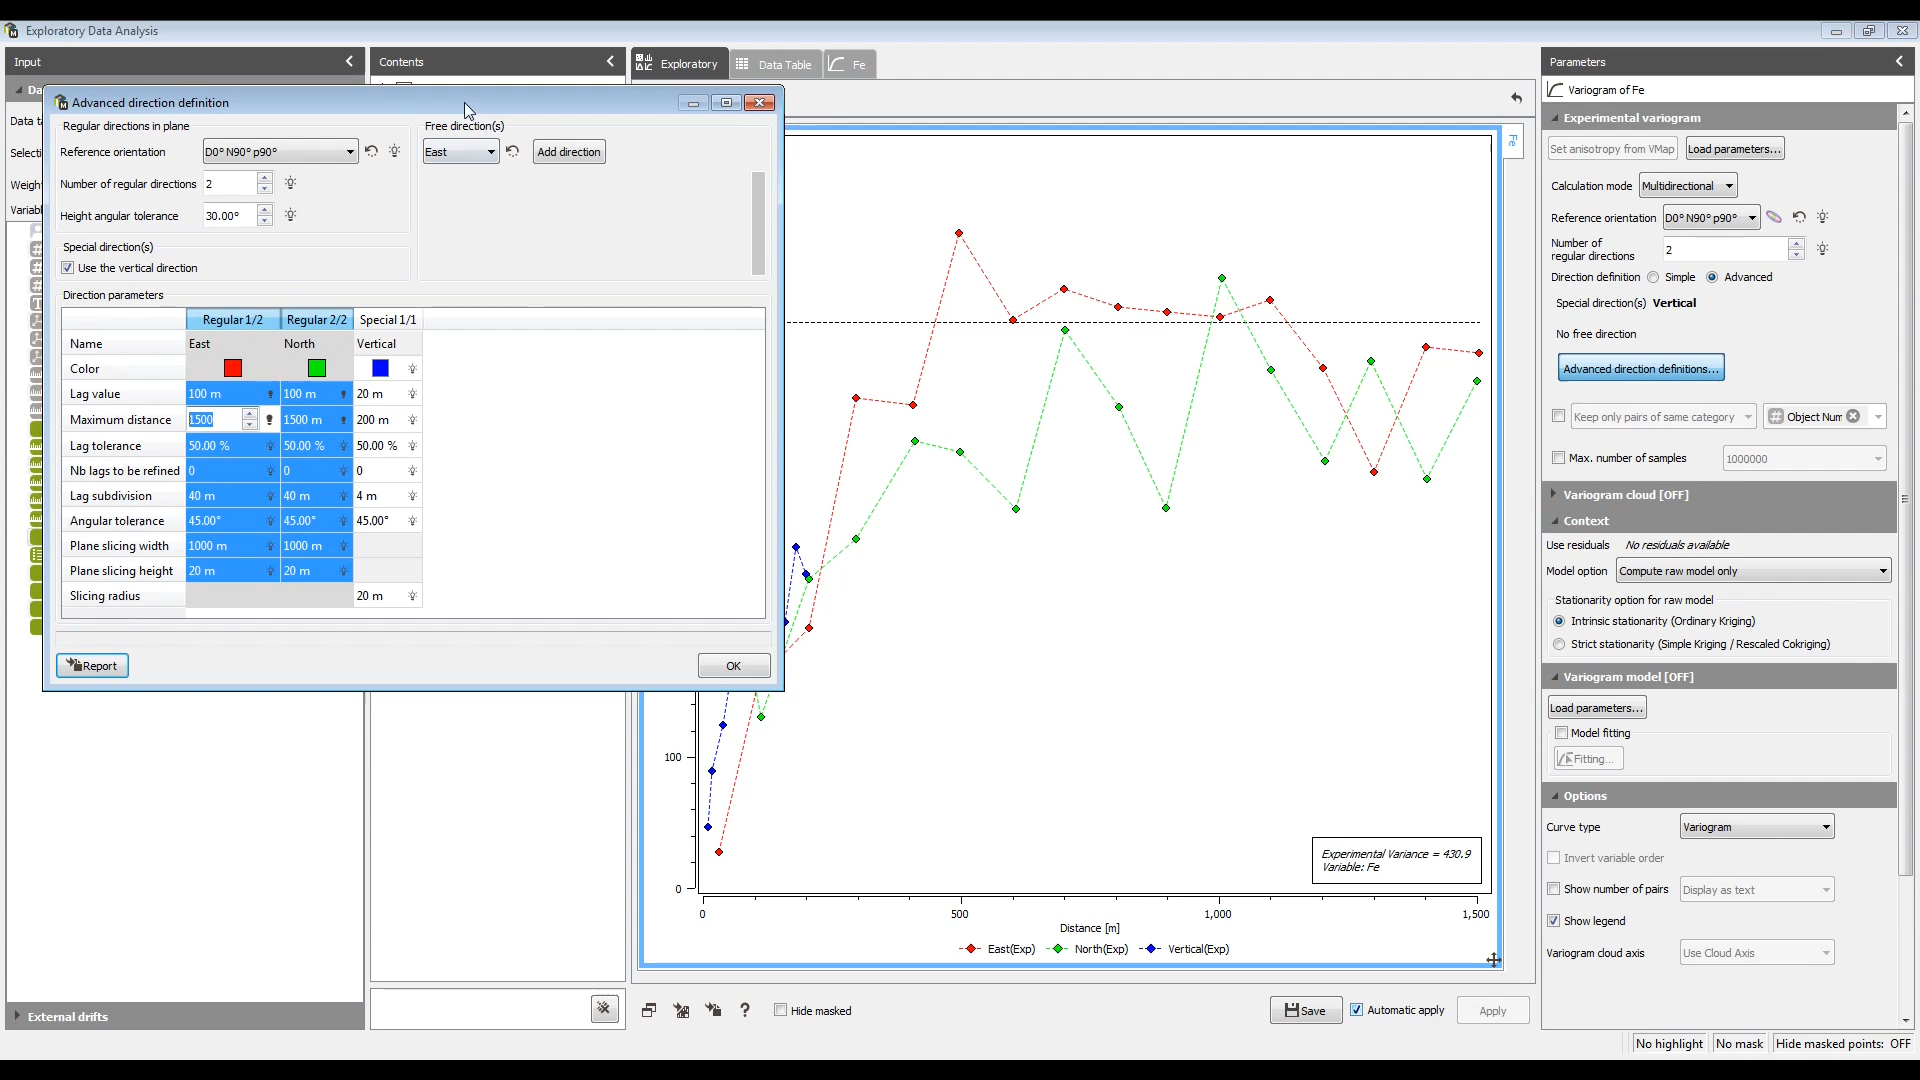 Exploratory Data Analysis
Input
Contents
Exploratory
Data Table
Fe
Parameters
Variogram of Fe
Advanced direction definition
Regular directions in plane
Free direction(s)
Reference orientation D0° N90° p90°
East
Add direction
Number of regular directions 2
Height angular tolerance 30.00°
Special direction(s)
Use the vertical direction
Direction parameters
Regular 1/2 Regular 2/2 Special 1/1
Name East North Vertical
Color
Lag value 100 m 100 m 20 m
Maximum distance 1500 1500 m 200 m
Lag tolerance 50.00 % 50.00 % 50.00 %
Nb lags to be refined 0 0 0
Lag subdivision 40 m 40 m 4 m
Angular tolerance 45.00° 45.00° 45.00°
Plane slicing width 1000 m 1000 m
Plane slicing height 20 m 20 m
Slicing radius 20 m
Report
OK
Fe
100
0
0 500 1,000 1,500
Distance [m]
Experimental Variance = 430.9
Variable: Fe
East(Exp) North(Exp) Vertical(Exp)
Experimental variogram
Set anisotropy from VMap
Load parameters...
Calculation mode Multidirectional
Reference orientation D0° N90° p90°
Number of
regular directions 2
Direction definition Simple Advanced
Special direction(s) Vertical
No free direction
Advanced direction definitions...
Keep only pairs of same category
Object Num
Max. number of samples 1000000
Variogram cloud [OFF]
Context
Use residuals No residuals available
Model option Compute raw model only
Stationarity option for raw model
Intrinsic stationarity (Ordinary Kriging)
Strict stationarity (Simple Kriging / Rescaled Cokriging)
Variogram model [OFF]
Load parameters...
Model fitting
Fitting...
Options
Curve type Variogram
Invert variable order
Show number of pairs Display as text
Show legend
Variogram cloud axis Use Cloud Axis
External drifts
Hide masked
Save
Automatic apply
Apply
No highlight
No mask
Hide masked points: OFF